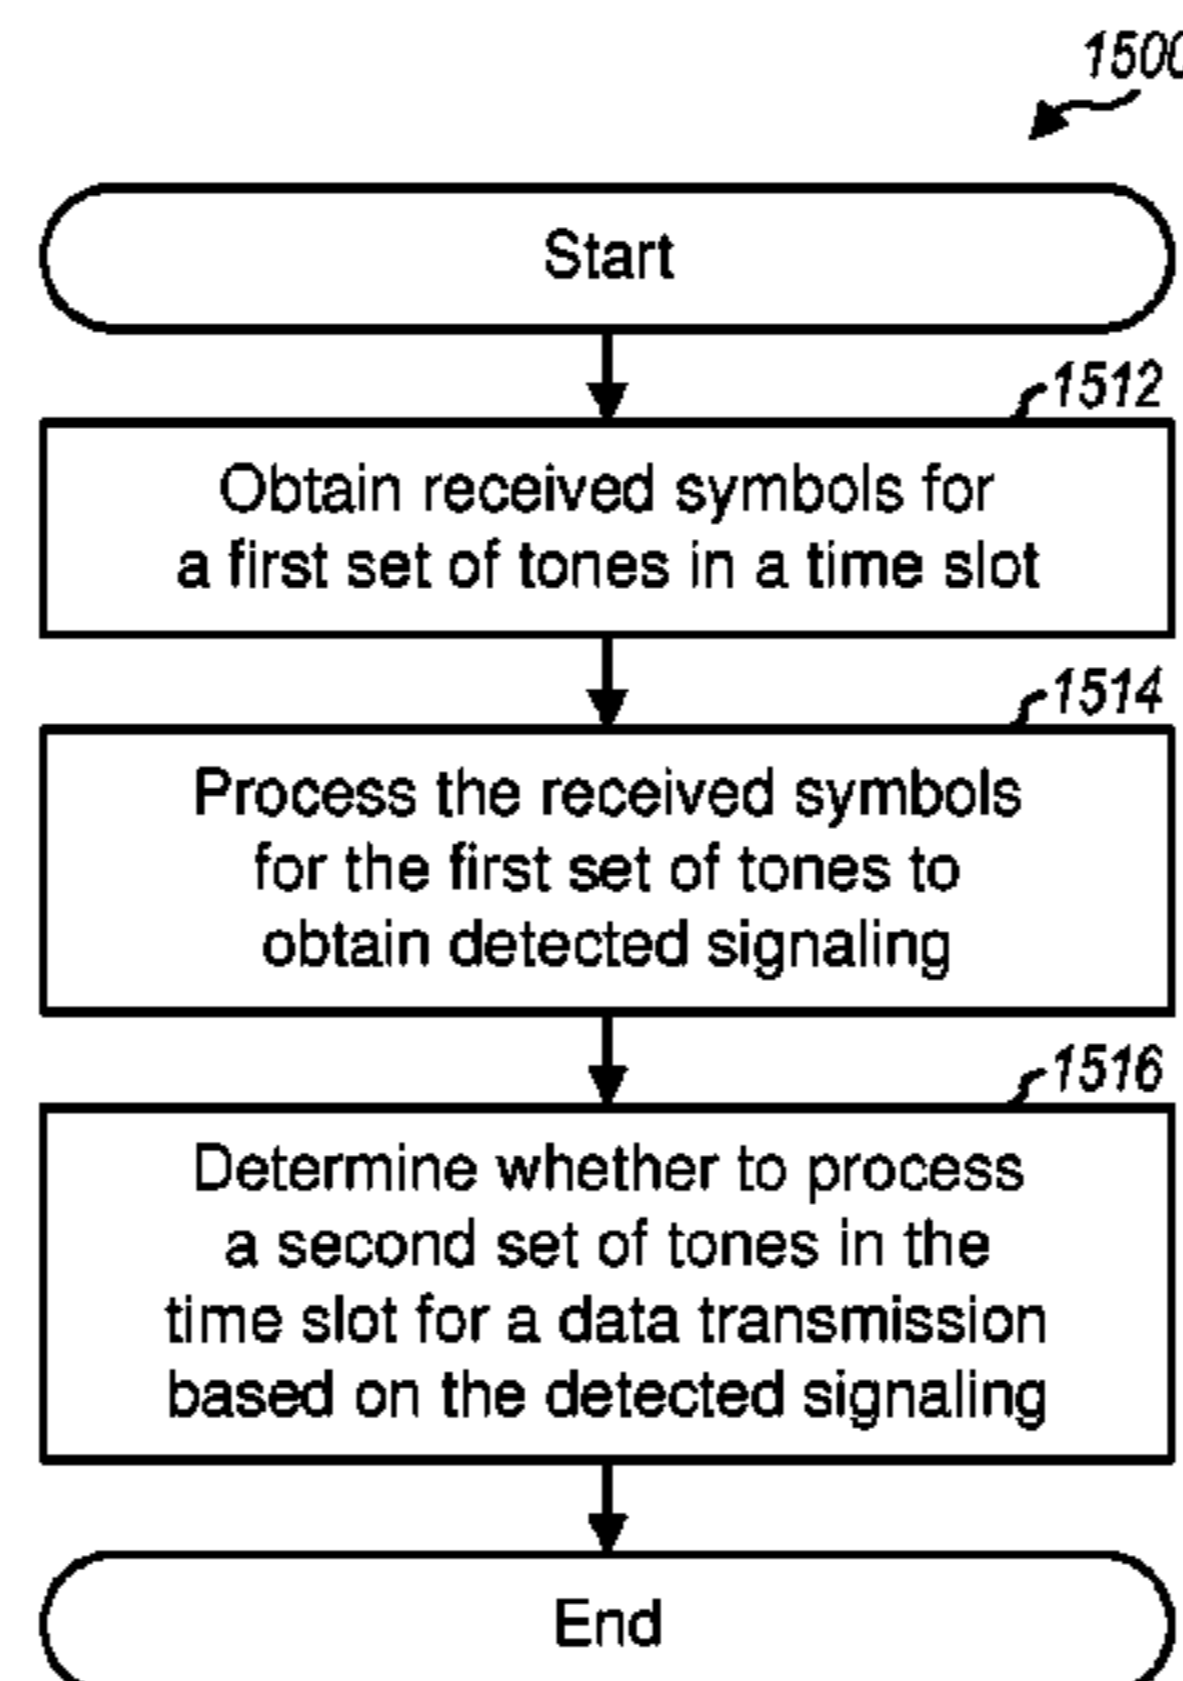 1500
Start
1512
Obtain received symbols for
a first set of tones in a time slot
1514
Process the received symbols
for the first set of tones to
obtain detected signaling
1516
Determine whether to process
a second set of tones in the
time slot for a data transmission
based on the detected signaling
End